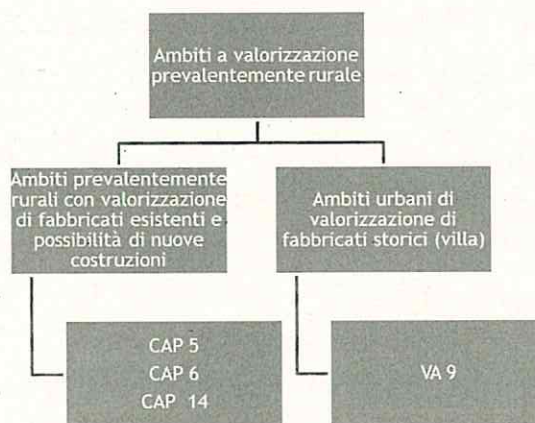 Ambiti a valorizzazione
prevalentemente rurale
Ambiti prevalentemente
rurali con valorizzazione
di fabbricati esistenti e
possibilità di nuove
costruzioni
Ambiti urbani di
valorizzazione di
fabbricati storici (villa)
CAP 5
CAP 6
CAP 14
VA 9